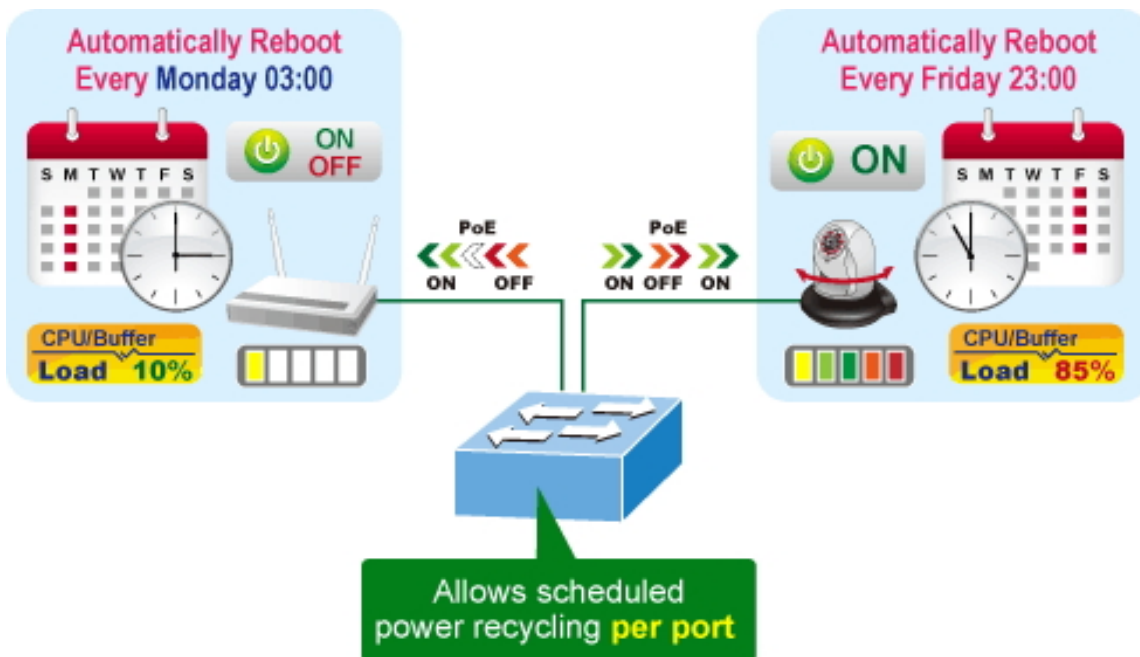 Automatically Reboot
Every Monday 03:00
S M T W T F S
ON
OFF
CPU/Buffer
Load 10%
PoE
ON OFF
PoE
ON OFF ON
Automatically Reboot
Every Friday 23:00
ON
S M T W T F S
CPU/Buffer
Load 85%
Allows scheduled
power recycling per port